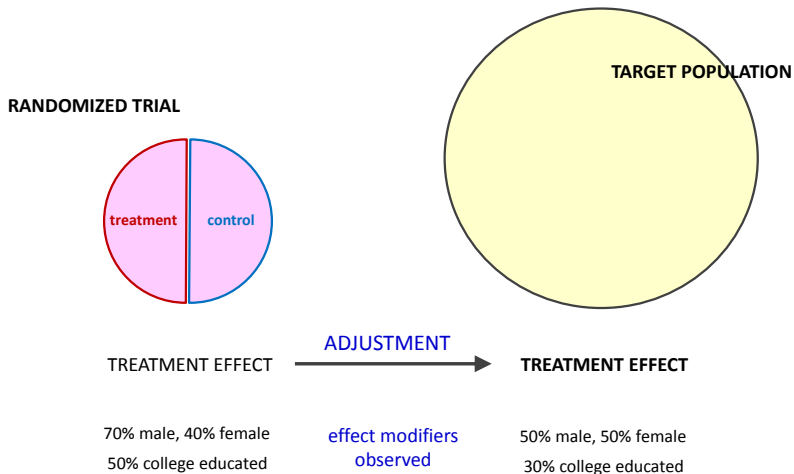 TARGET POPULATION
RANDOMIZED TRIAL
treatment
control
ADJUSTMENT
TREATMENT EFFECT
TREATMENT EFFECT
70% male, 40% female
effect modifiers
50% male, 50% female
50% college educated
observed
30% college educated